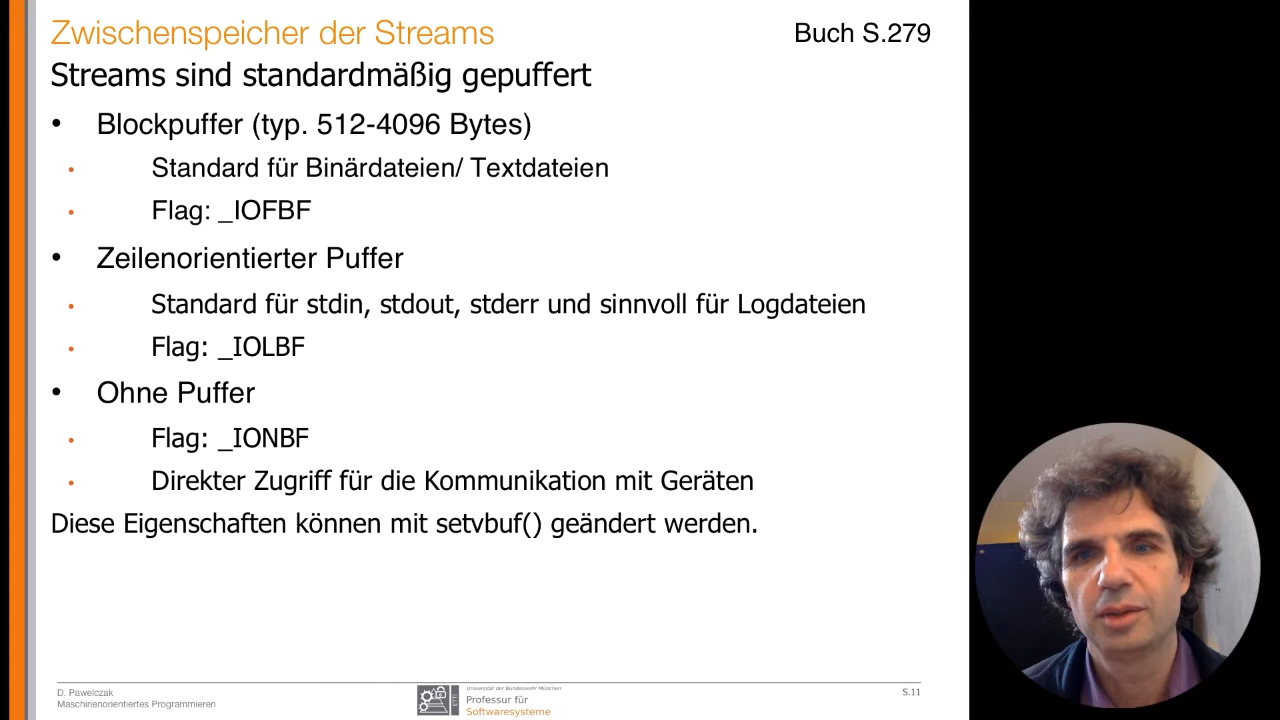 Zwischenspeicher der Streams
Buch S.279
Streams sind standardmäßig gepuffert
• Blockpuffer (typ. 512-4096 Bytes)
• Standard für Binärdateien/ Textdateien
• Flag: _IOFBF
• Zeilenorientierter Puffer
• Standard für stdin, stdout, stderr und sinnvoll für Logdateien
• Flag: _IOLBF
• Ohne Puffer
• Flag: _IONBF
• Direkter Zugriff für die Kommunikation mit Geräten
Diese Eigenschaften können mit setvbuf() geändert werden.
D. Pawelczak
Maschinenorientiertes Programmieren
ETTI
Universität der Bundeswehr München
Professur für
Softwaresysteme
S.11